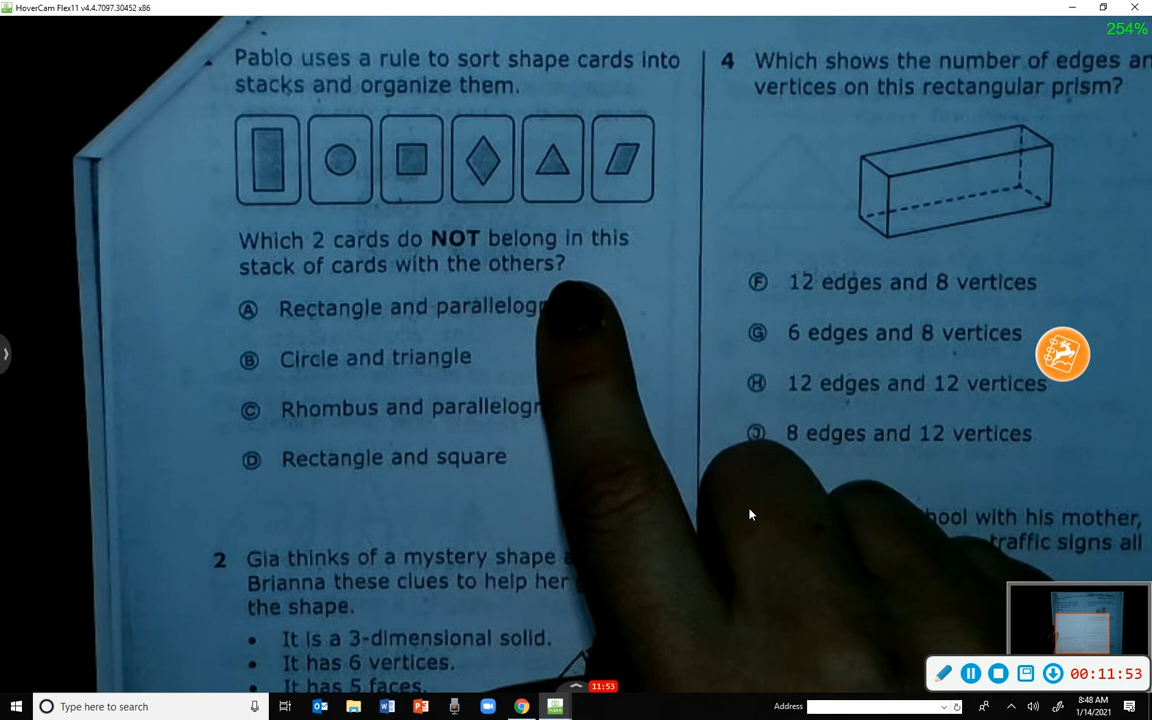 HoverCam Flex11 v4.4.7097.30452 x86
254%
Pablo uses a rule to sort shape cards into
stacks and organize them.
Which 2 cards do NOT belong in this
stack of cards with the others?
A Rectangle and
B Circle and triangle
C Rhombus and
D Rectangle and square
2 Gia thinks of a mystery shape
Brianna these clues to help her
the shape.
• It is a 3-dimensional solid.
• It has 6 vertices.
• It has 5 faces.
4 Which shows the number of edges
vertices on this rectangular prism?
F 12 edges and 8 vertices
G 6 edges and 8 vertices
H 12 edges and 12 vertices
J 8 edges and 12 vertices
with his mother,
traffic signs all
00:11:53
11:53
Type here to search
Address
8:48 AM
1/14/2021